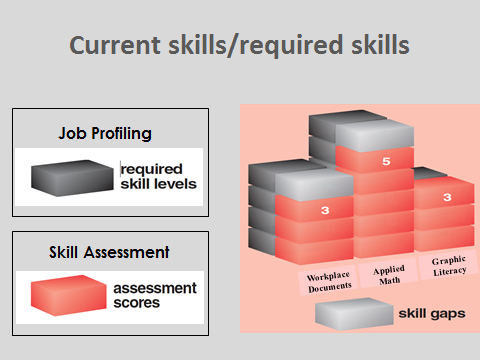 Current skills/required skills
Job Profiling
required
skill levels
Skill Assessment
assessment
scores
5
3
3
Workplace
Documents
Applied
Math
Graphic
Literacy
skill gaps